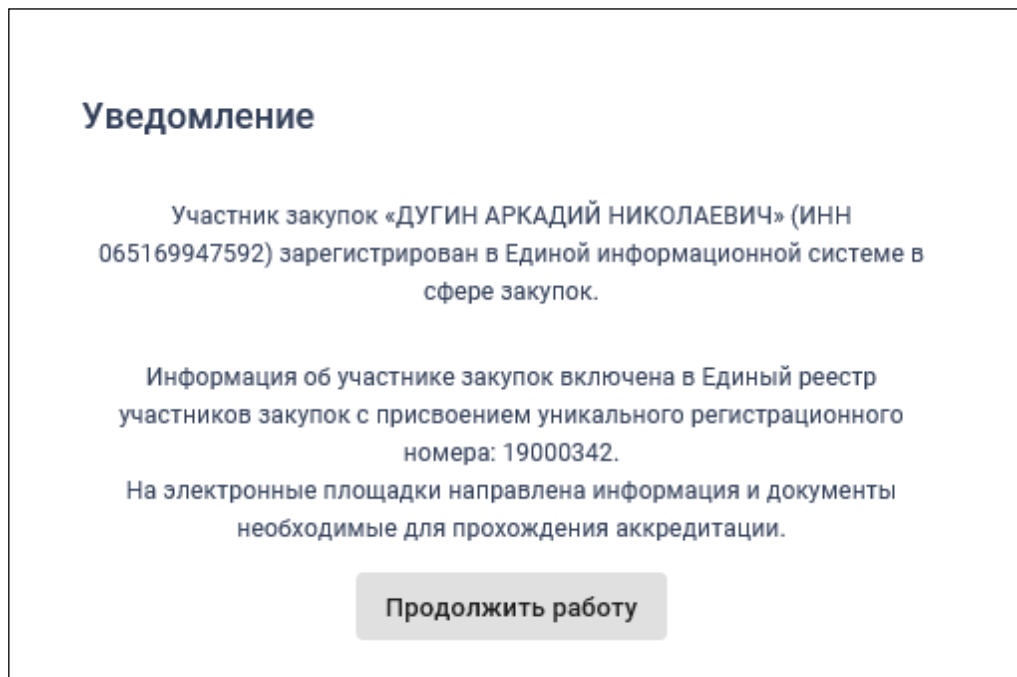 Уведомление
Участник закупок «ДУГИН АРКАДИЙ НИКОЛАЕВИЧ» (ИНН
065169947592) зарегистрирован в Единой информационной системе в
сфере закупок.
Информация об участнике закупок включена в Единый реестр
участников закупок с присвоением уникального регистрационного
номера: 19000342.
На электронные площадки направлена информация и документы
необходимые для прохождения аккредитации.
Продолжить работу